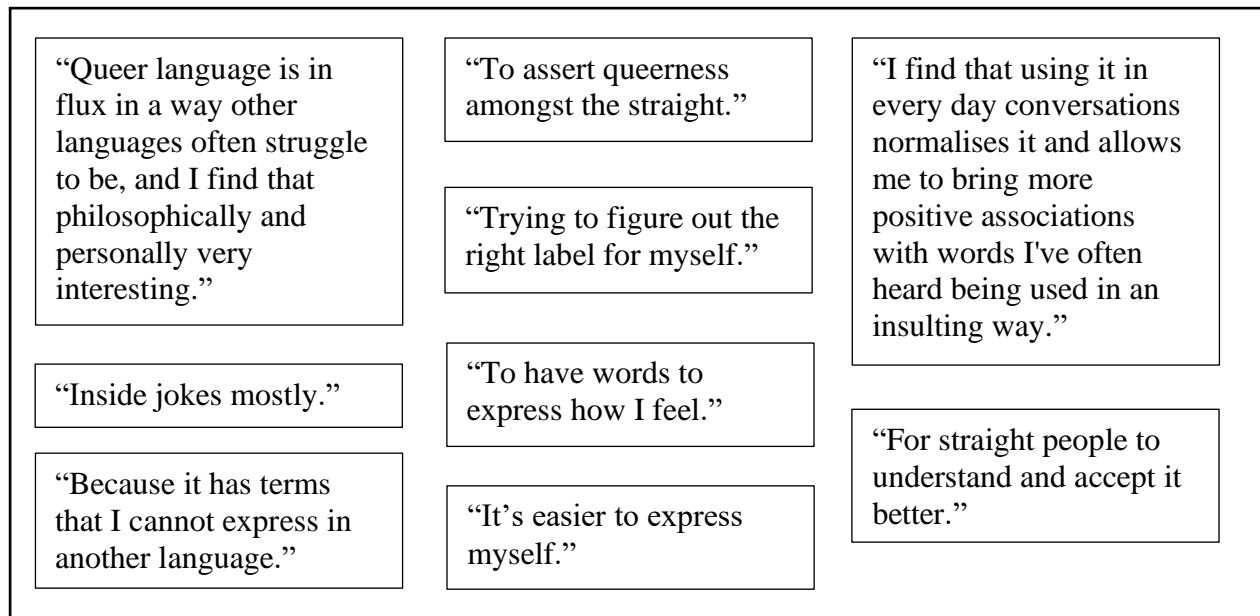 “Queer language is in
flux in a way other
languages often struggle
to be, and I find that
philosophically and
personally very
interesting.”
“Inside jokes mostly.”
“Because it has terms
that I cannot express in
another language.”
“To assert queerness
amongst the straight.”
“Trying to figure out the
right label for myself.”
“To have words to
express how I feel.”
“It’s easier to express
myself.”
“I find that using it in
every day conversations
normalises it and allows
me to bring more
positive associations
with words I've often
heard being used in an
insulting way.”
“For straight people to
understand and accept it
better.”